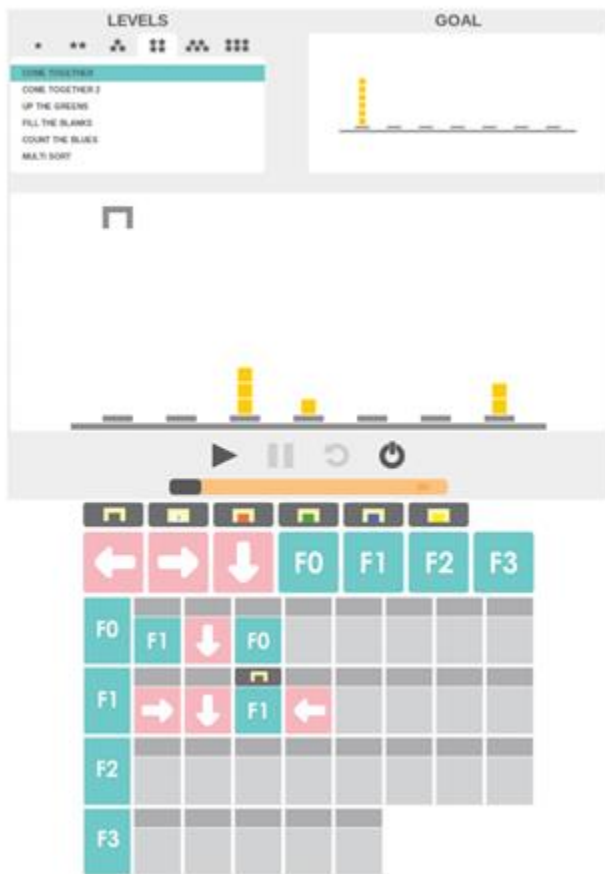 LEVELS
GOAL
COME TOGETHER
COME TOGETHER 2
UP THE GREENS
FILL THE BLANKS
COUNT THE BLUES
MULTI SORT
F0 F1 F2 F3
F0 F1 F0
F1 F1
F2
F3